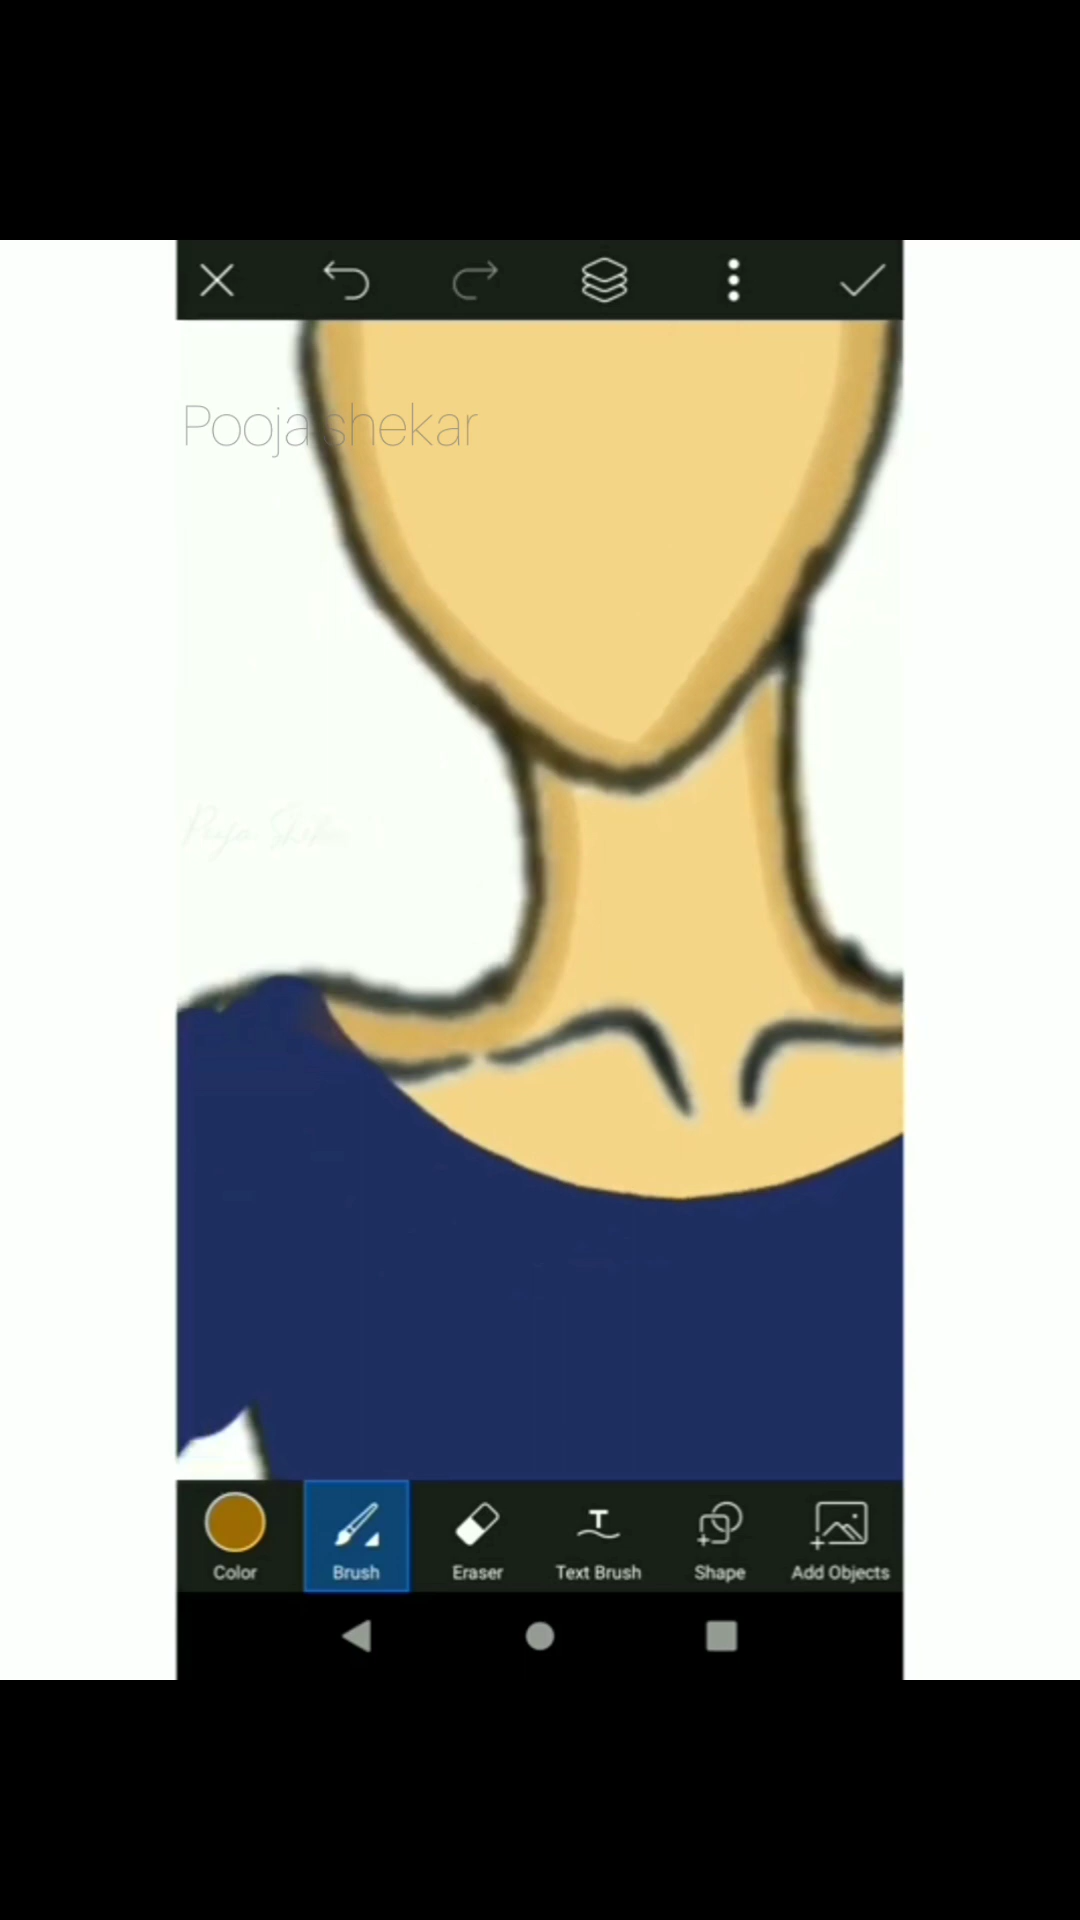 Pooja shekar
Color
Brush
Eraser
Text Brush
Shape
Add Objects